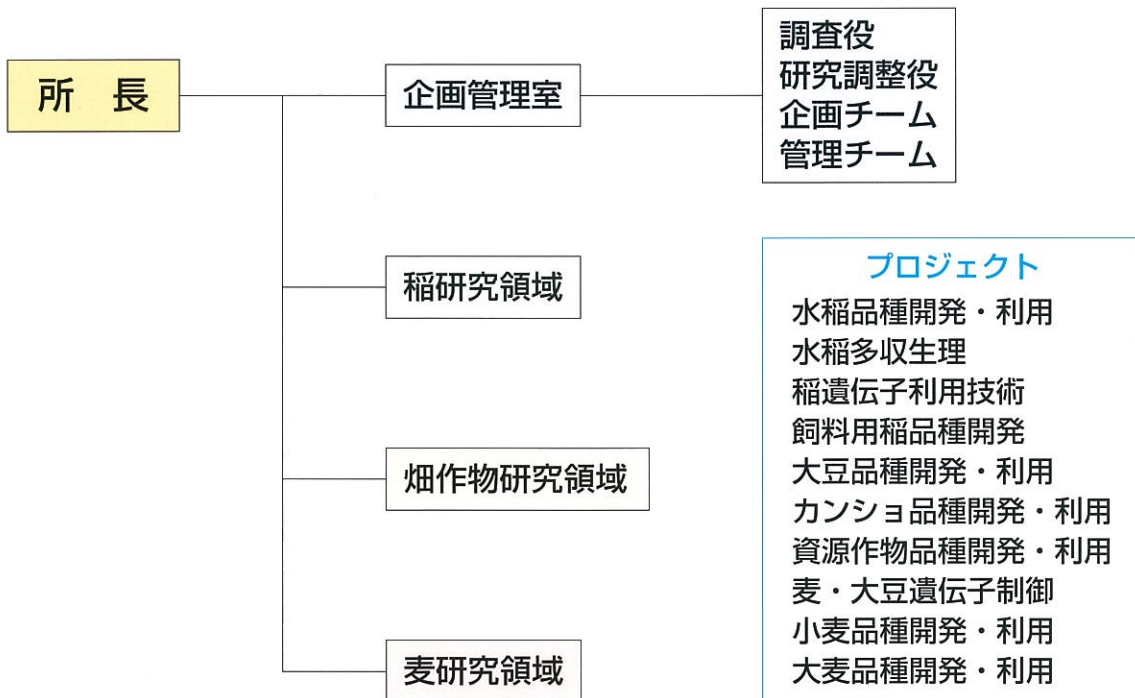 所 長
企画管理室
調査役
研究調整役
企画チーム
管理チーム
稲研究領域
畑作物研究領域
麦研究領域
プロジェクト
水稲品種開発・利用
水稲多収生理
稲遺伝子利用技術
飼料用稲品種開発
大豆品種開発・利用
カンショ品種開発・利用
資源作物品種開発・利用
麦・大豆遺伝子制御
小麦品種開発・利用
大麦品種開発・利用